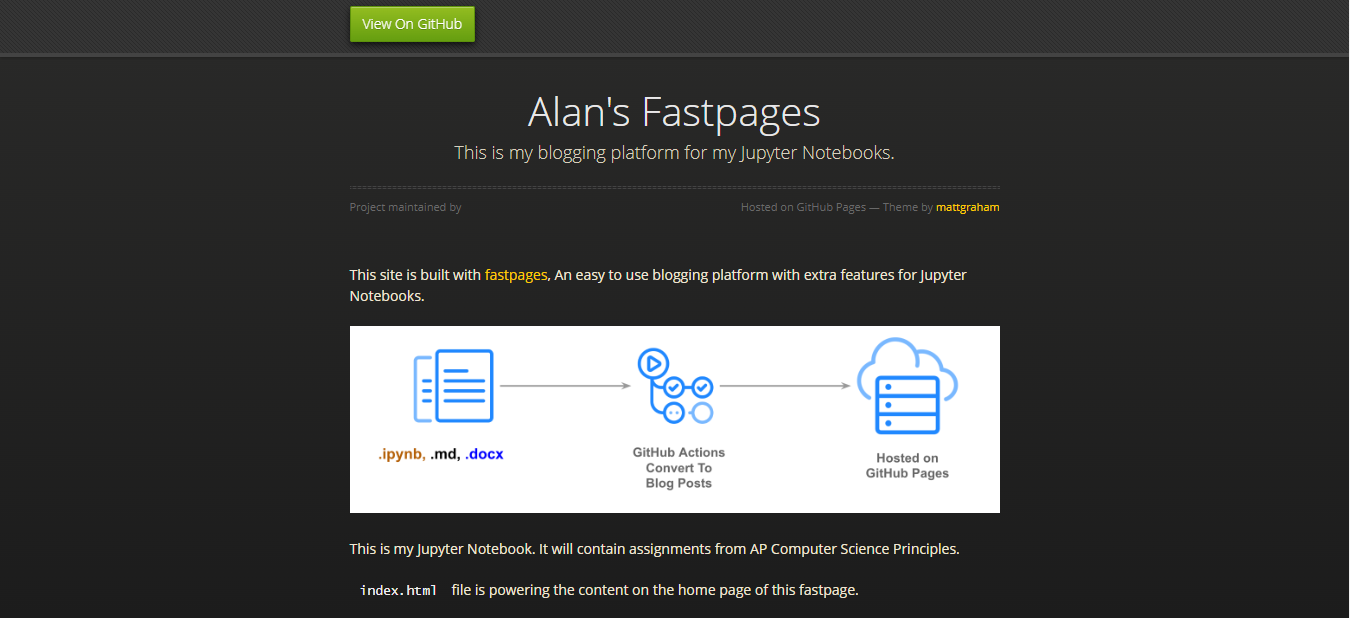 View On GitHub
Alan's Fastpages
This is my blogging platform for my Jupyter Notebooks.
Project maintained by
Hosted on GitHub Pages — Theme by mattgraham
This site is built with fastpages, An easy to use blogging platform with extra features for Jupyter
Notebooks.
.ipynb, .md, .docx
GitHub Actions
Convert To
Blog Posts
Hosted on
GitHub Pages
This is my Jupyter Notebook. It will contain assignments from AP Computer Science Principles.
index.html file is powering the content on the home page of this fastpage.